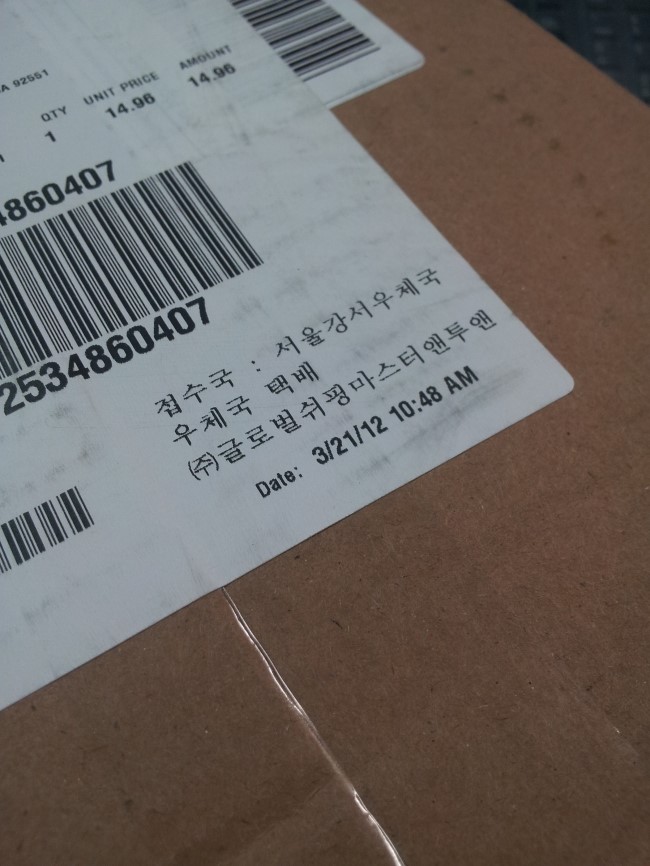 A 92551
QTY UNIT PRICE AMOUNT
1 14.96 14.96
4860407
2534860407
접수국 : 서울강서우체국
우체국 택배
(주)글로벌쉬핑마스터앤투앤
Date: 3/21/12 10:48 AM